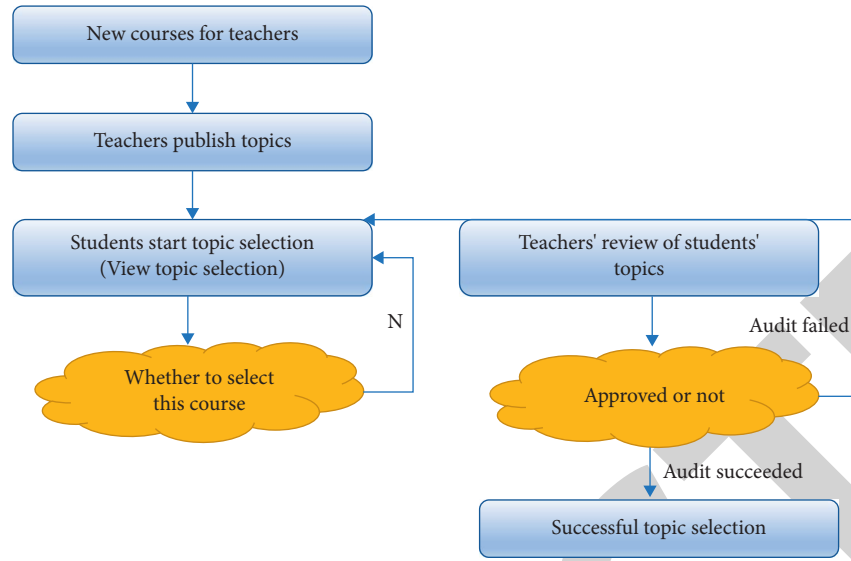 New courses for teachers
Teachers publish topics
Students start topic selection
(View topic selection)
N
Whether to select
this course
Teachers' review of students'
topics
Audit failed
Approved or not
Audit succeeded
Successful topic selection